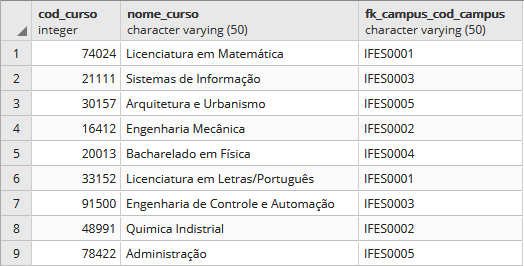 cod_curso nome_curso fk_campus_cod_campus
integer character varying (50) character varying (50)
1 74024 Licenciatura em Matemática IFES0001
2 21111 Sistemas de Informação IFES0003
3 30157 Arquitetura e Urbanismo IFES0005
4 16412 Engenharia Mecânica IFES0002
5 20013 Bacharelado em Física IFES0004
6 33152 Licenciatura em Letras/Português IFES0001
7 91500 Engenharia de Controle e Automação IFES0003
8 48991 Quimica Indistrial IFES0002
9 78422 Administração IFES0005